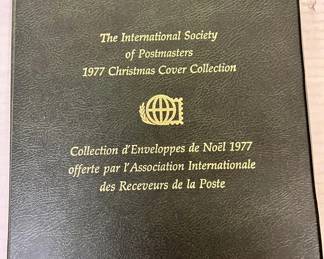 The International Society
of Postmasters
1977 Christmas Cover Collection
Collection d'Enveloppes de Noël 1977
offerte par l'Association Internationale
des Receveurs de la Poste